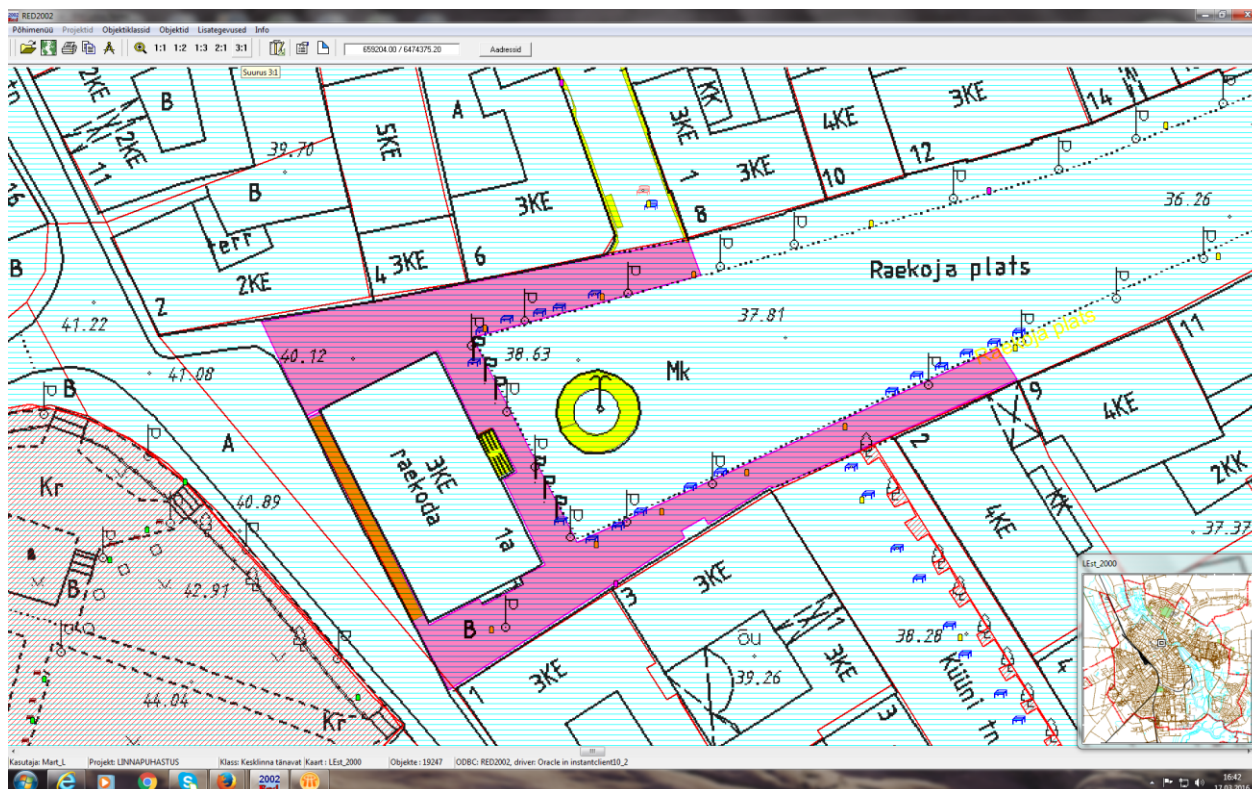 RED2002
Põhimenüü Projektid Objektiklassid Objektid Lisategevused Info
1:1 1:2 1:3 2:1 3:1 659204.00 / 6474375.20 Aadressid
Suurus 3:1
2KE
B
A
3KE
KK
4KE
3KE
14
2KE
11
5KE
39.70
3KE
1
3KE
10
12
B
B
3KE
8
36.26
terr
4
3KE
6
2KE
Raekoja plats
2
41.22
37.81
40.12
38.63
Raekoja plats
11
41.08
Mk
B
9
4KE
A
2
3KE
raekoda
1a
2KK
Kr
4KE
KK
40.89
37.37
LEst_2000
B
42.91
3KE
3
B
õu
38.28
3KE
39.26
4
44.04
1
3KE
Küüni tn
Kr
3
Kasutaja: Mart_L Projekt: LINNAPUHASTUS Klass: Kesklinna tänavat Kaart : LEst_2000 Objekte : 19247 ODBC: RED2002, driver: Oracle in instantclient10_2
2002
16:42
17.03.2016